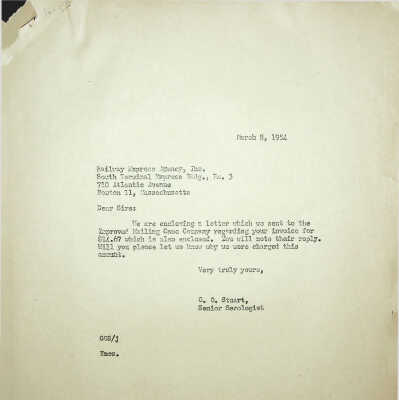 March 8, 1954
Railway Express Agency, Inc.
South Terminal Express Bldg., Rm. 3
710 Atlantic Avenue
Boston 11, Massachusetts
Dear Sirs:
We are enclosing a letter which we sent to the
Improved Mailing Case Company regarding your invoice for
$14.67 which is also enclosed. You will note their reply.
Will you please let us know why we were charged this
amount.
Very truly yours,
C. O. Stuart,
Senior Serologist
COS/j
Encs.